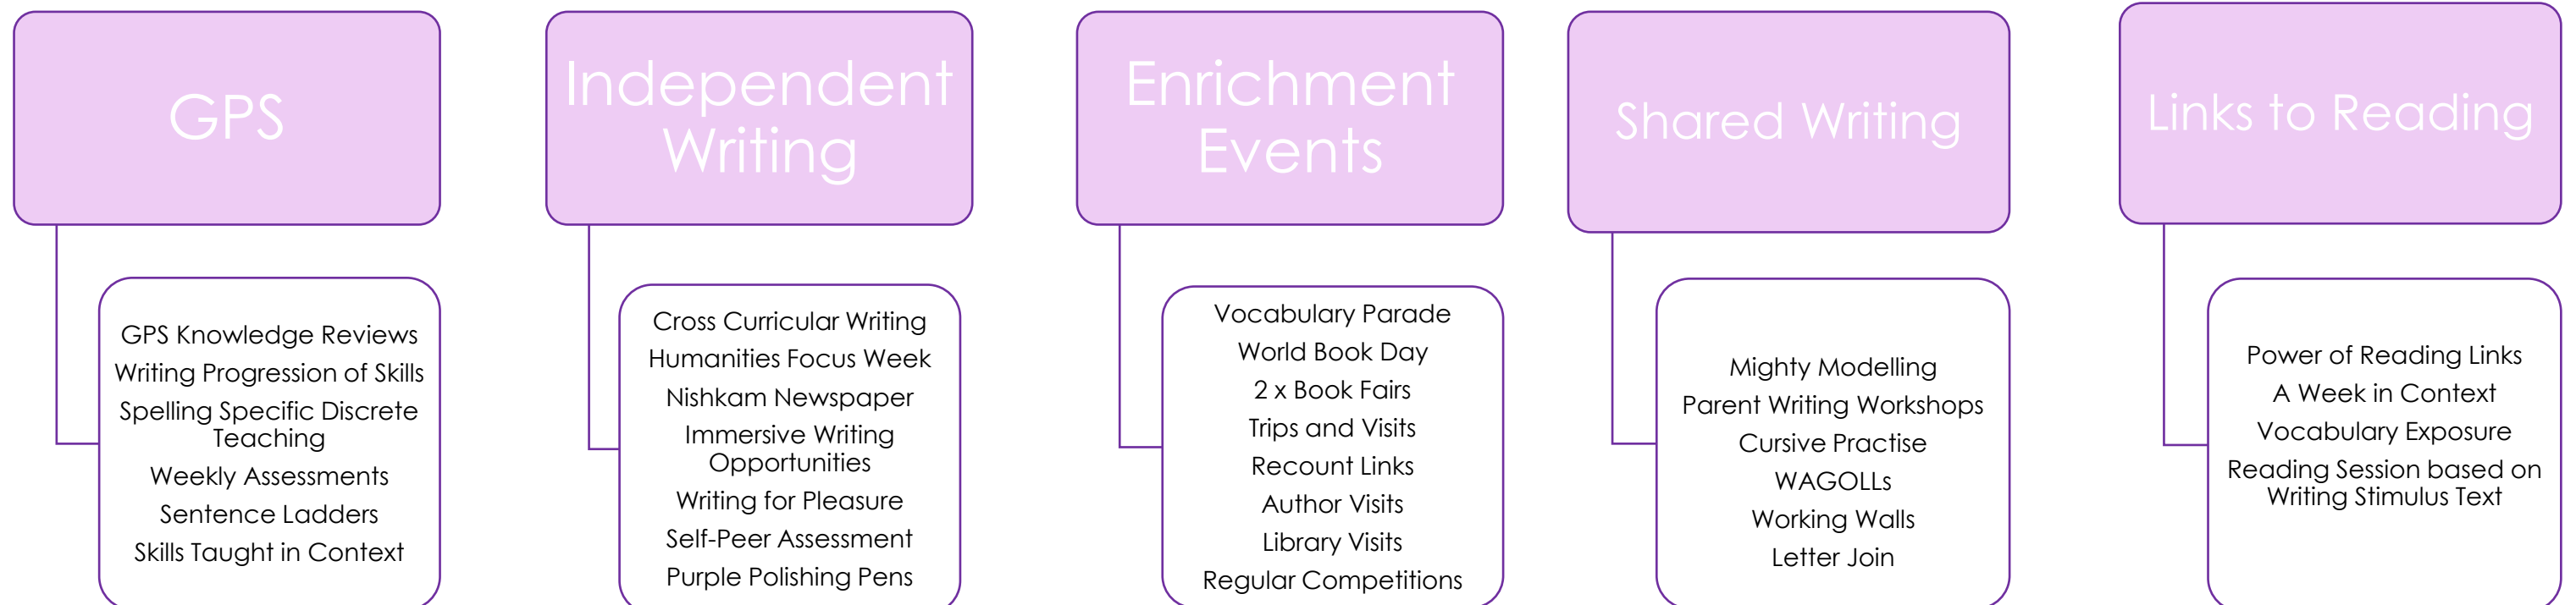 GPS
GPS Knowledge Reviews
Writing Progression of Skills
Spelling Specific Discrete
Teaching
Weekly Assessments
Sentence Ladders
Skills Taught in Context
Independent
Writing
Cross Curricular Writing
Humanities Focus Week
Nishkam Newspaper
Immersive Writing
Opportunities
Writing for Pleasure
Self-Peer Assessment
Purple Polishing Pens
Enrichment
Events
Vocabulary Parade
World Book Day
2 x Book Fairs
Trips and Visits
Recount Links
Author Visits
Library Visits
Regular Competitions
Shared Writing
Mighty Modelling
Parent Writing Workshops
Cursive Practise
WAGOLLs
Working Walls
Letter Join
Links to Reading
Power of Reading Links
A Week in Context
Vocabulary Exposure
Reading Session based on
Writing Stimulus Text